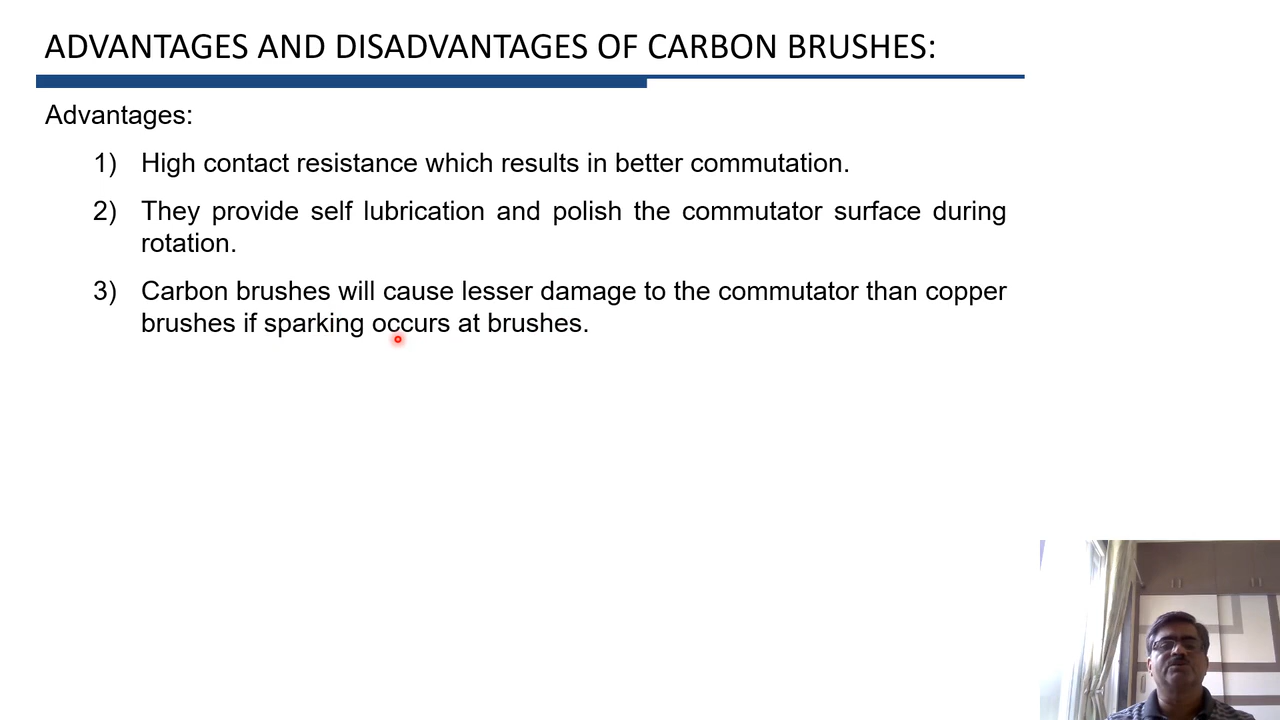 ADVANTAGES AND DISADVANTAGES OF CARBON BRUSHES:
Advantages:
1) High contact resistance which results in better commutation.
2) They provide self lubrication and polish the commutator surface during
rotation.
3) Carbon brushes will cause lesser damage to the commutator than copper
brushes if sparking occurs at brushes.